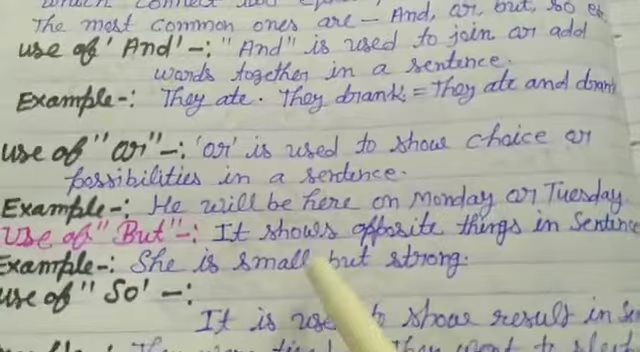 The most common ones are - And, or, but, so etc
use of 'And' -: "And" is used to join or add
words together in a sentence.
Example -: They ate. They drank. = They ate and drank
use of "or" -: 'or' is used to show choice or
possibilities in a sentence.
Example -: He will be here on Monday or Tuesday
Use of "But" -: It shows opposite things in Sentence
Example -: She is small but strong.
use of "So' -:
It is used to show result in